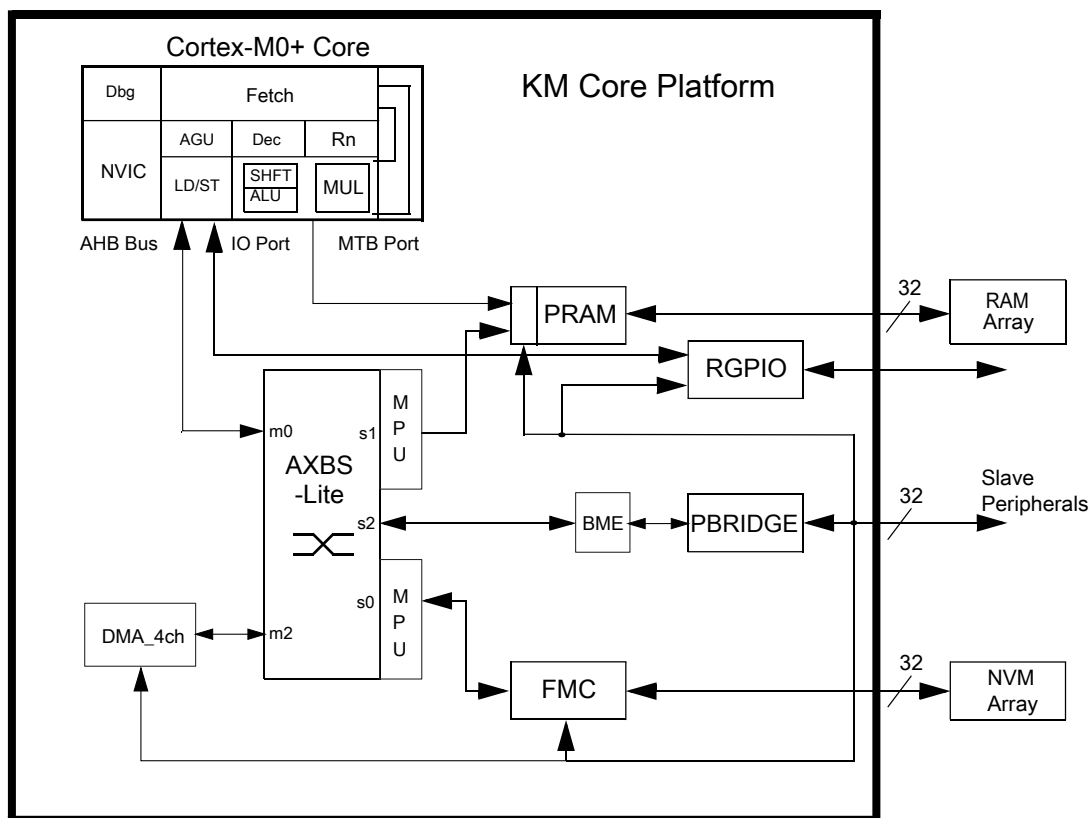 Cortex-M0+ Core
KM Core Platform
Dbg
Fetch
AGU
Dec
Rn
NVIC
LD/ST
SHFT
ALU
MUL
AHB Bus
IO Port
MTB Port
PRAM
32
RAM
Array
RGPIO
M
P
U
m0
s1
AXBS
-Lite
s2
BME
PBRIDGE
32
Slave
Peripherals
s0
M
P
U
DMA_4ch
m2
FMC
32
NVM
Array